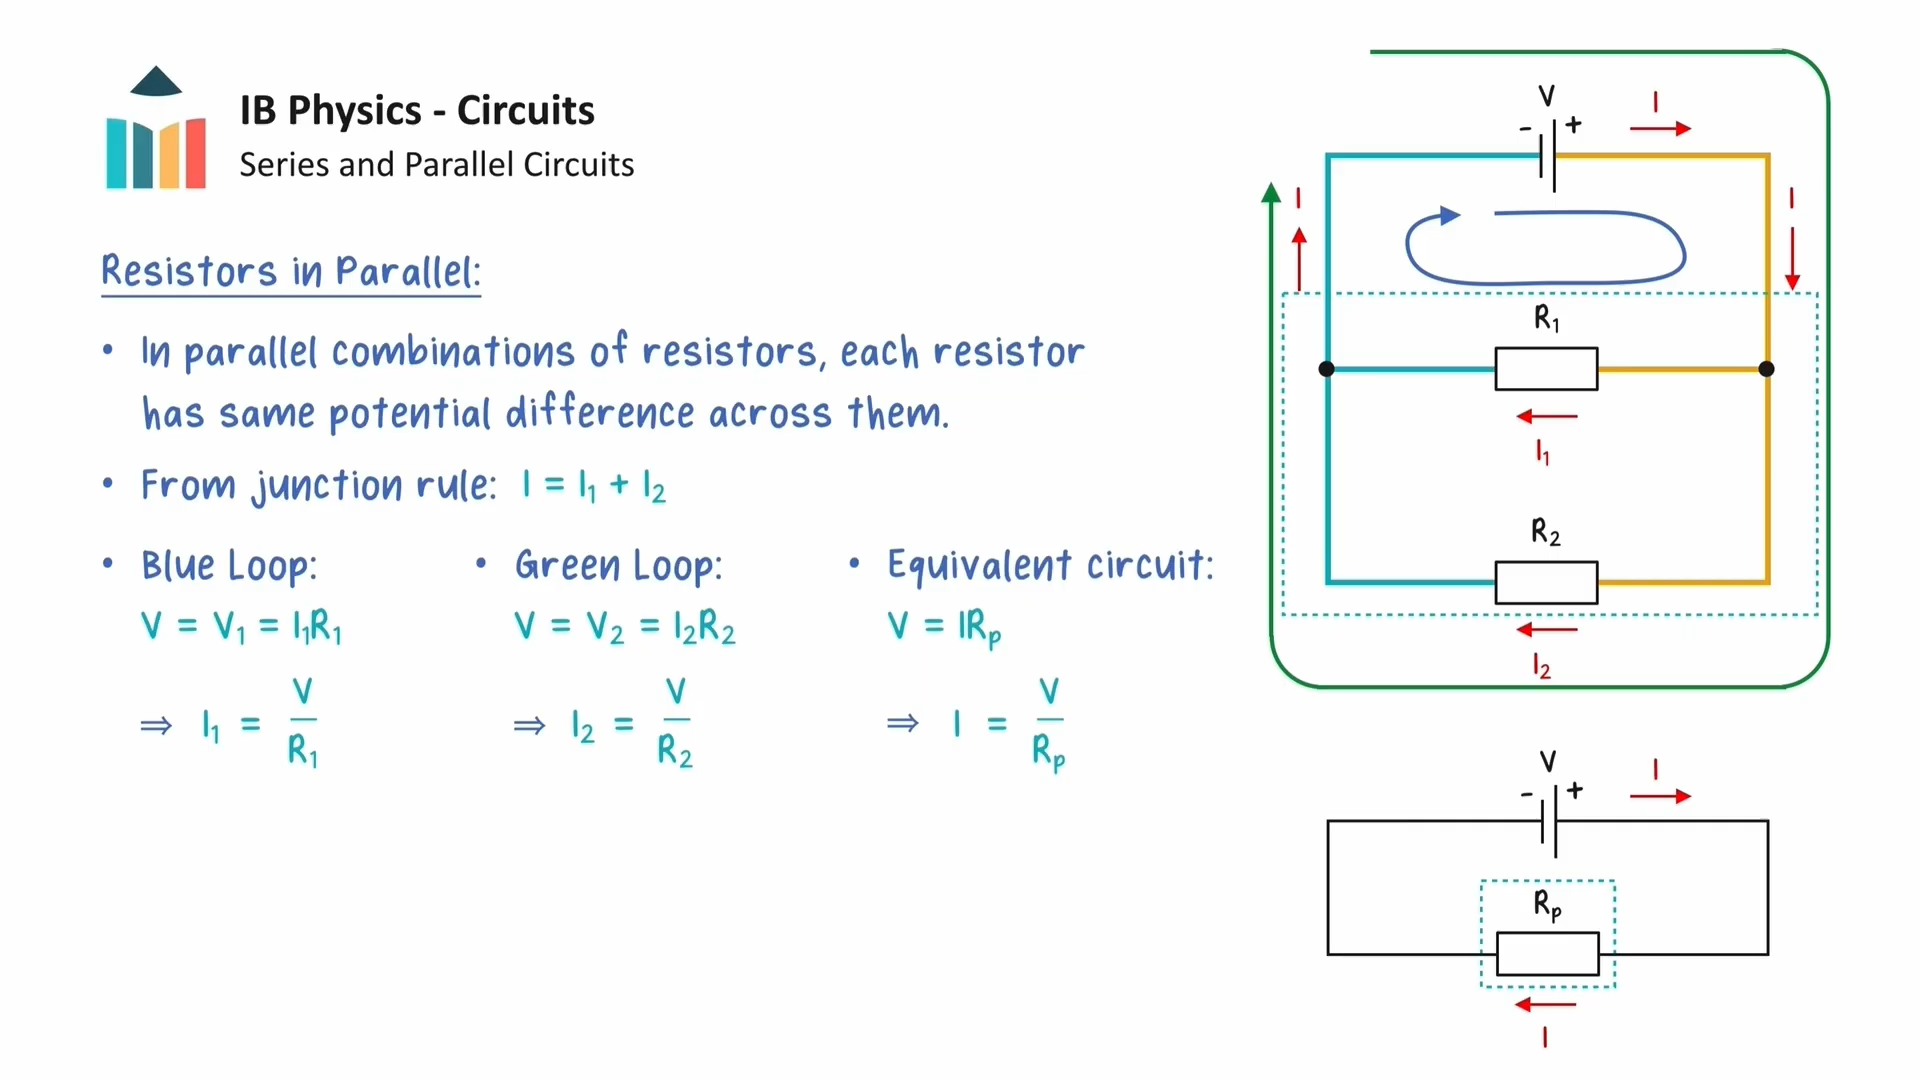 IB Physics - Circuits
Series and Parallel Circuits
Resistors in Parallel:
• In parallel combinations of resistors, each resistor
has same potential difference across them.
• From junction rule: I = I₁ + I₂
• Blue Loop:
V = V₁ = I₁R₁
⇒ I₁ = V/R₁
• Green Loop:
V = V₂ = I₂R₂
⇒ I₂ = V/R₂
• Equivalent circuit:
V = IRₚ
⇒ I = V/Rₚ
V
- +
I
I
I
R₁
I₁
R₂
I₂
V
- +
I
Rₚ
I